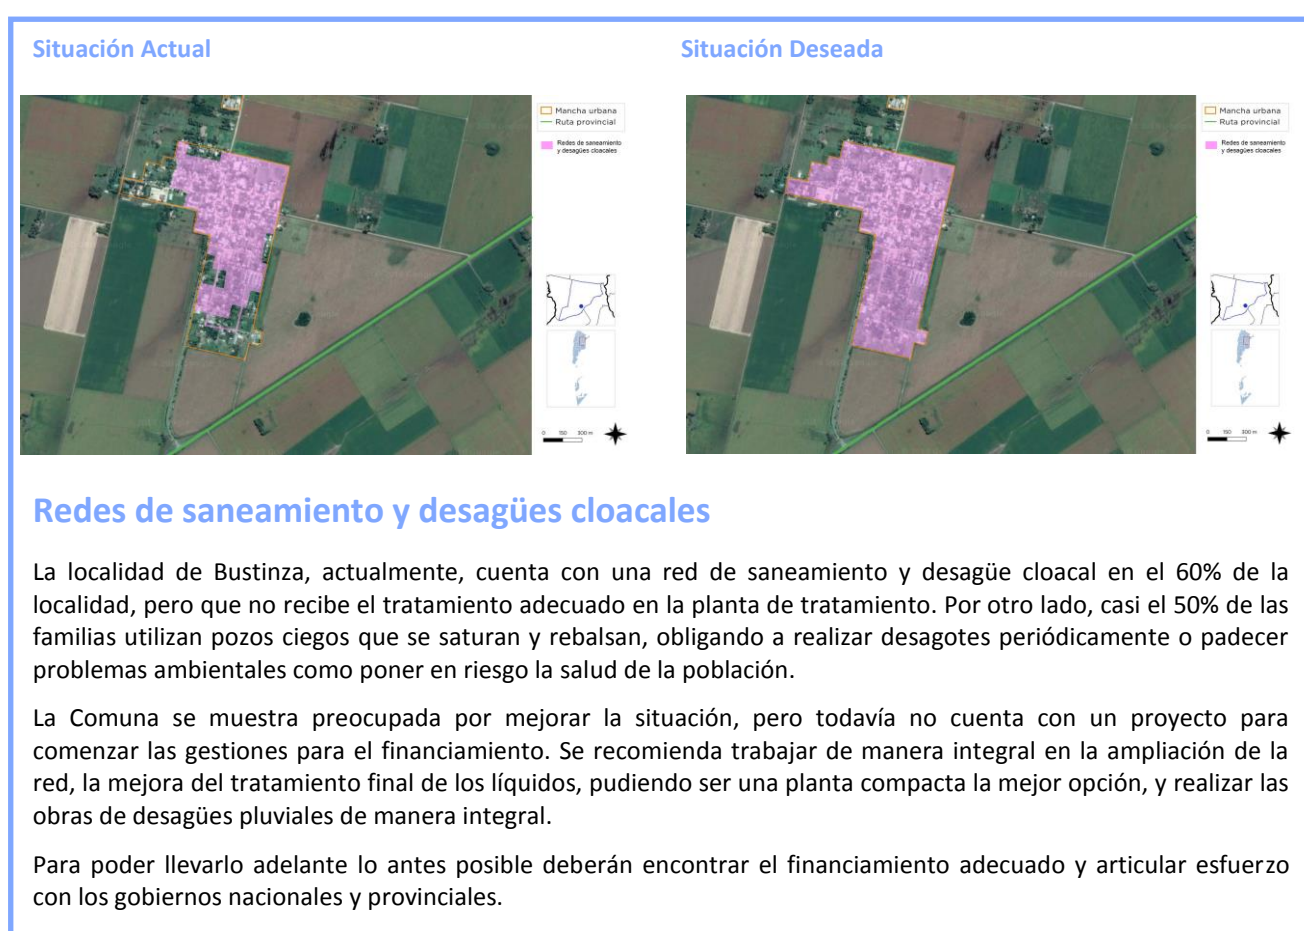 Situación Actual
Situación Deseada
Mancha urbana
Ruta provincial
Redes de saneamiento
y desagües cloacales
0 150 300 m
Mancha urbana
Ruta provincial
Redes de saneamiento
y desagües cloacales
0 150 300 m
Redes de saneamiento y desagües cloacales
La localidad de Bustinza, actualmente, cuenta con una red de saneamiento y desagüe cloacal en el 60% de la
localidad, pero que no recibe el tratamiento adecuado en la planta de tratamiento. Por otro lado, casi el 50% de las
familias utilizan pozos ciegos que se saturan y rebalsan, obligando a realizar desagotes periódicamente o padecer
problemas ambientales como poner en riesgo la salud de la población.
La Comuna se muestra preocupada por mejorar la situación, pero todavía no cuenta con un proyecto para
comenzar las gestiones para el financiamiento. Se recomienda trabajar de manera integral en la ampliación de la
red, la mejora del tratamiento final de los líquidos, pudiendo ser una planta compacta la mejor opción, y realizar las
obras de desagües pluviales de manera integral.
Para poder llevarlo adelante lo antes posible deberán encontrar el financiamiento adecuado y articular esfuerzo
con los gobiernos nacionales y provinciales.